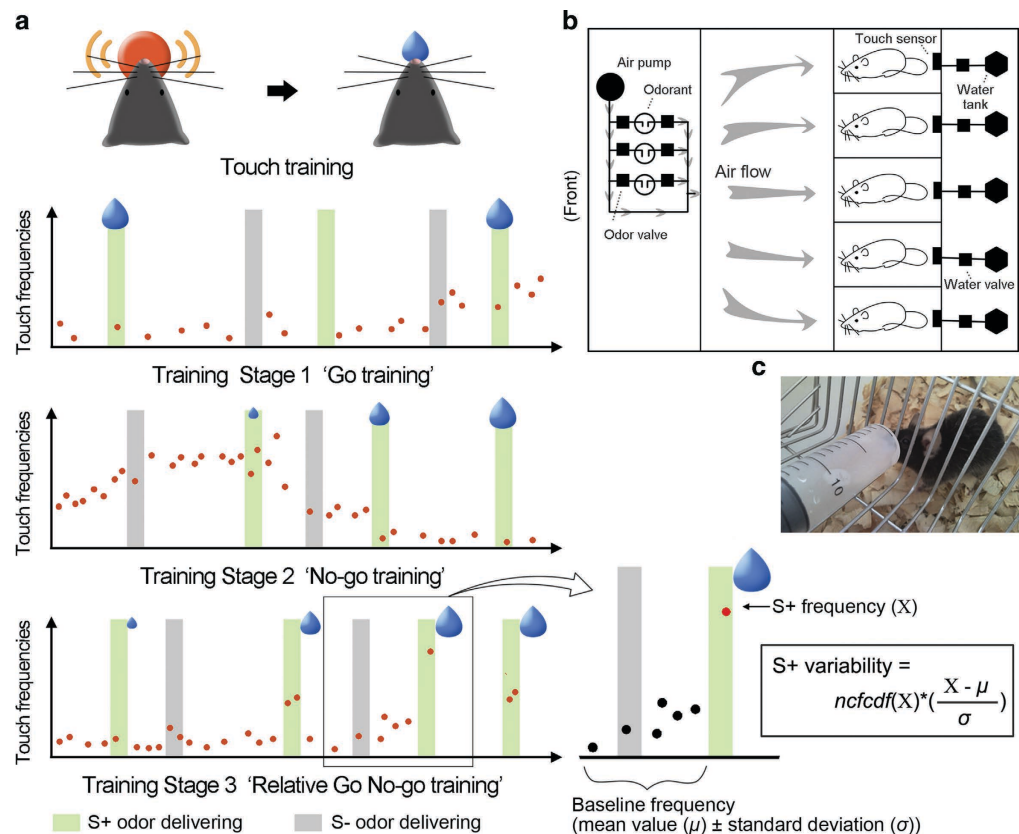 a
Touch training
Touch frequencies
Training Stage 1 'Go training'
Touch frequencies
Training Stage 2 'No-go training'
Touch frequencies
Training Stage 3 'Relative Go No-go training'
S+ odor delivering
S- odor delivering
b
(Front)
Air pump
Odorant
Odor valve
Air flow
Touch sensor
Water
tank
Water valve
c
10
S+ frequency (X)
S+ variability =
ncfcdf(X)*(X - μ / σ)
Baseline frequency
(mean value (μ) ± standard deviation (σ))